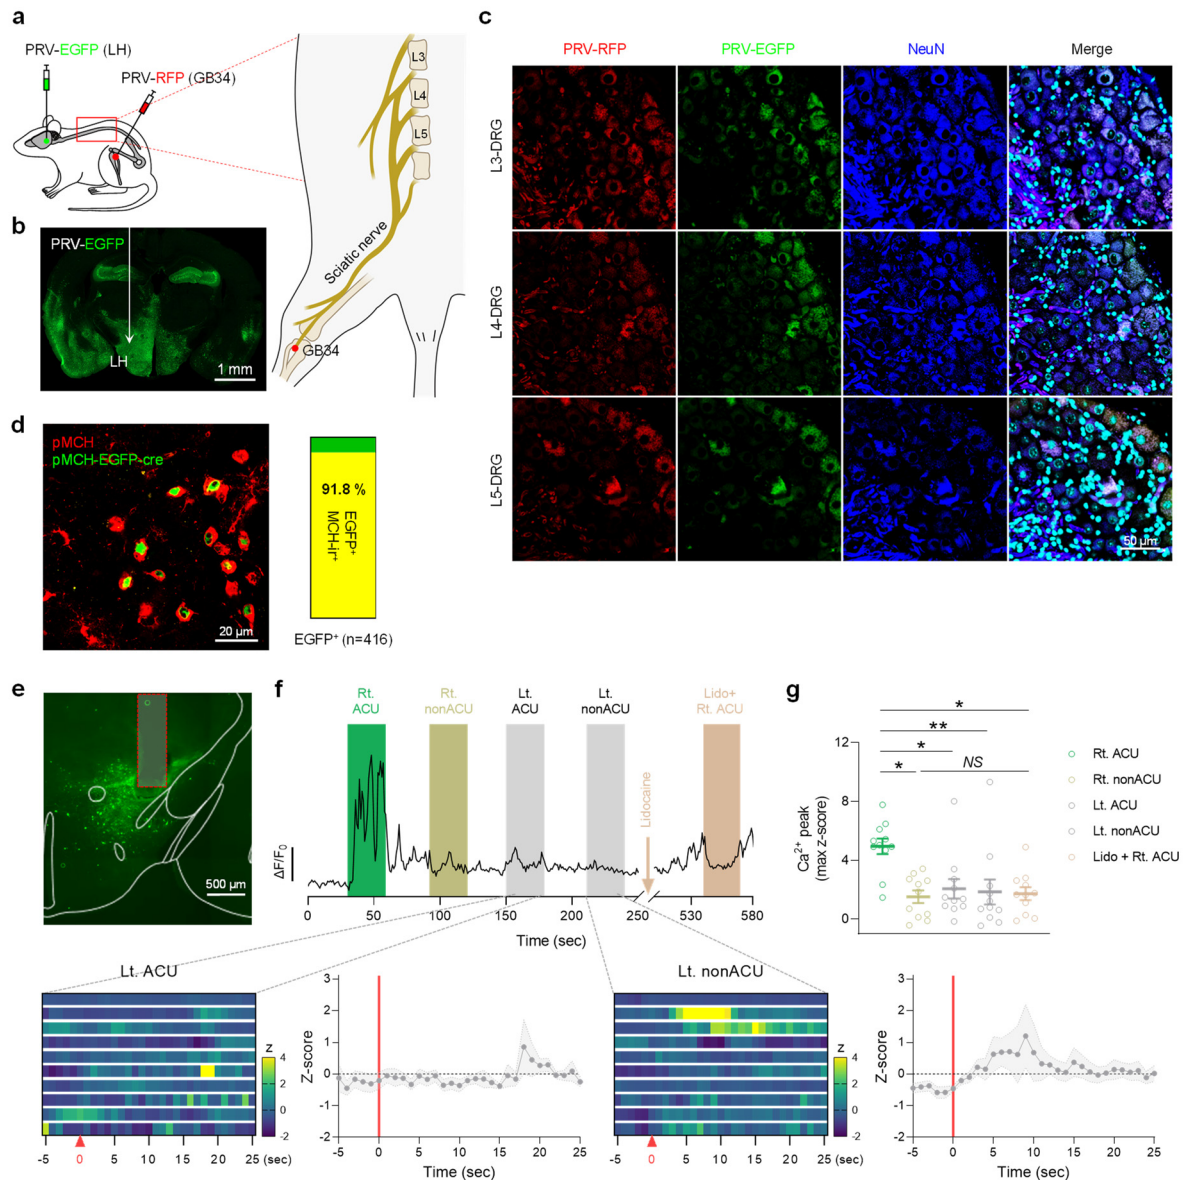 a
PRV-EGFP (LH)
PRV-RFP (GB34)
L3
L4
L5
Sciatic nerve
GB34
b
PRV-EGFP
LH
1 mm
c
PRV-RFP PRV-EGFP NeuN Merge
L3-DRG
L4-DRG
L5-DRG
50 µm
d
pMCH
pMCH-EGFP-cre
20 µm
91.8 %
EGFP⁺
MCH-ir⁺
EGFP⁺ (n=416)
e
500 µm
f
Rt. ACU
Rt. nonACU
Lt. ACU
Lt. nonACU
Lido+ Rt. ACU
Lidocaine
ΔF/F₀
0 50 100 150 200 250 530 580
Time (sec)
g
* ** * * NS
Ca²⁺ peak
(max z-score)
12
8
4
0
Rt. ACU
Rt. nonACU
Lt. ACU
Lt. nonACU
Lido + Rt. ACU
Lt. ACU
z
4
2
0
-2
-5 0 5 10 15 20 25 (sec)
Z-score
3
2
1
0
-1
-2
-5 0 5 10 15 20 25
Time (sec)
Lt. nonACU
z
4
2
0
-2
-5 0 5 10 15 20 25 (sec)
Z-score
3
2
1
0
-1
-2
-5 0 5 10 15 20 25
Time (sec)